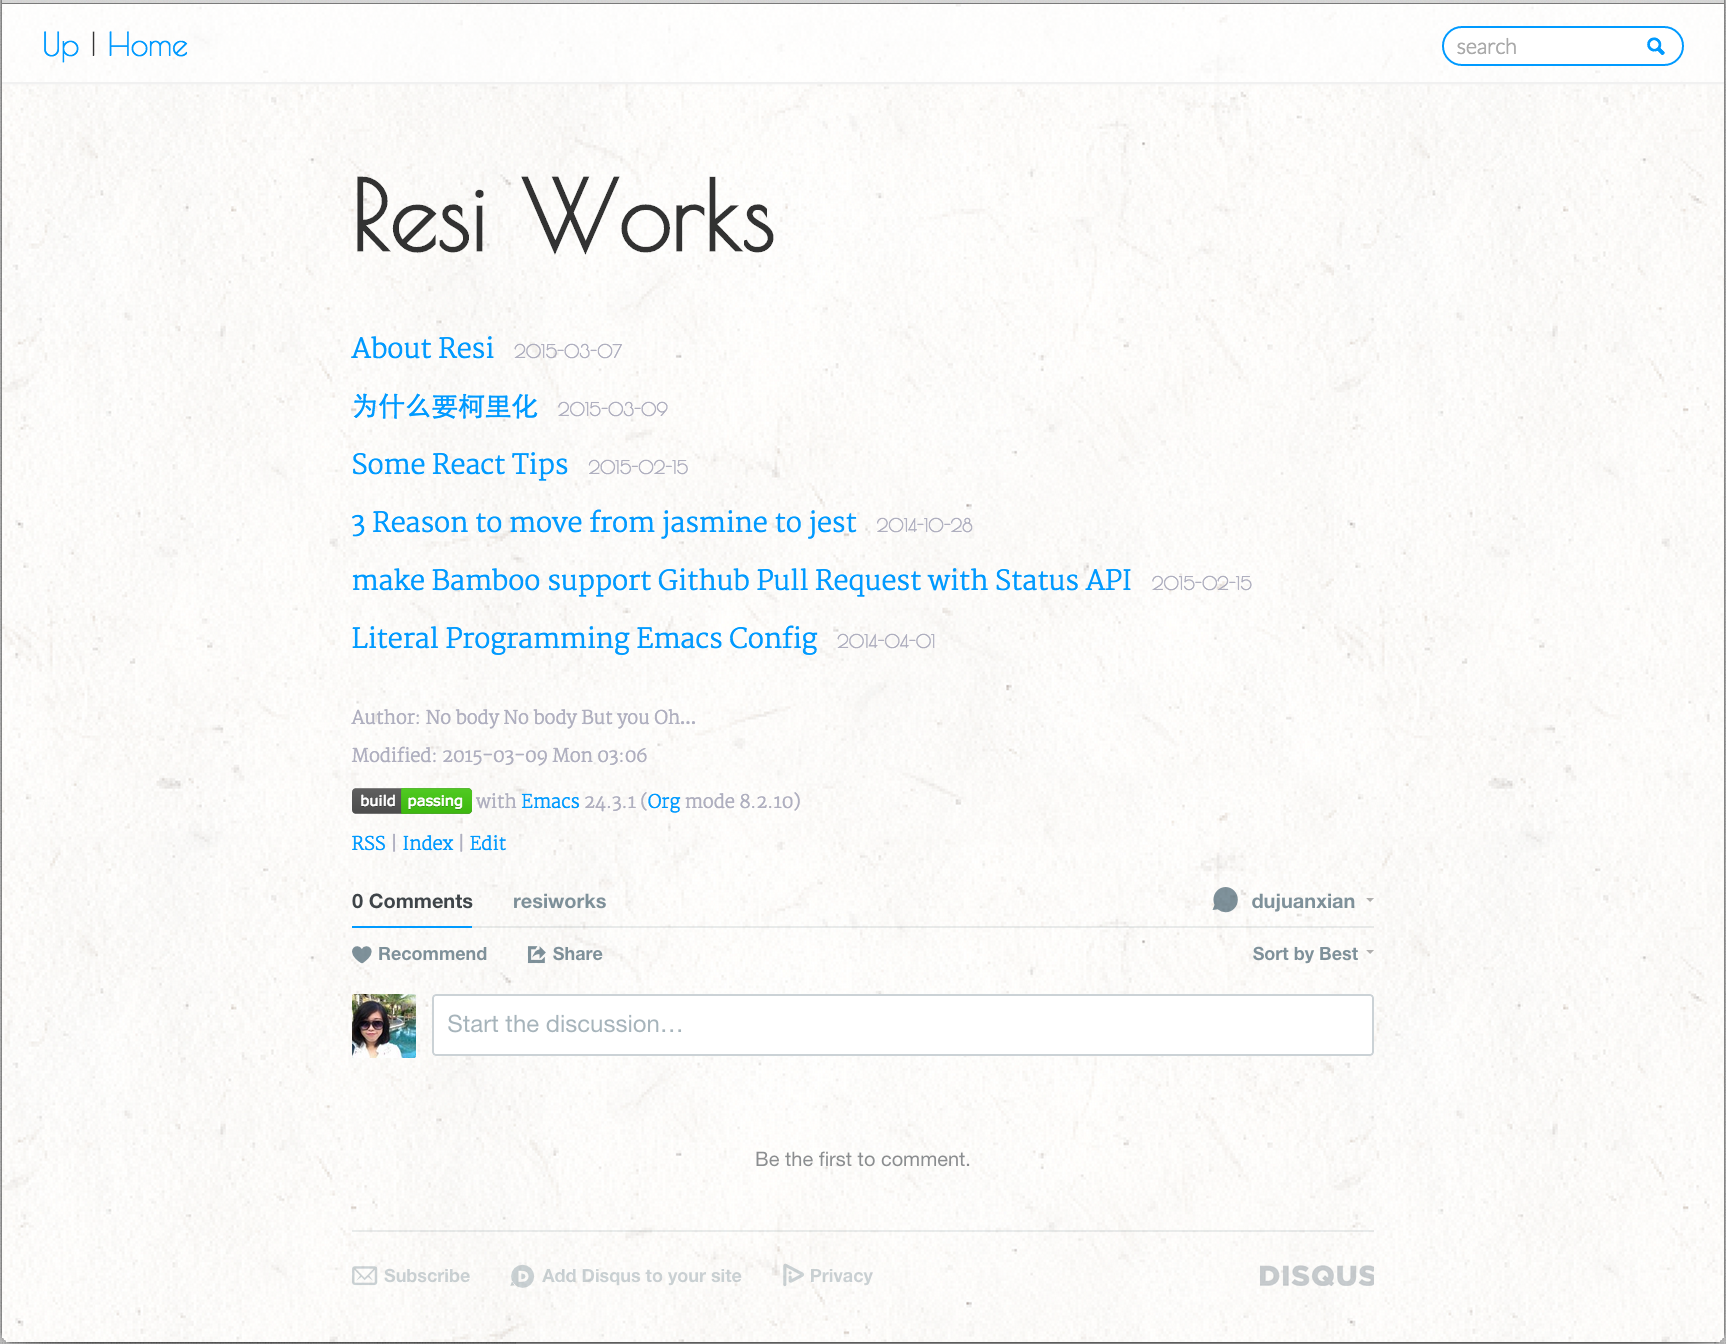 Up | Home
search
Resi Works
About Resi 2015-03-07
为什么要柯里化 2015-03-09
Some React Tips 2015-02-15
3 Reason to move from jasmine to jest 2014-10-28
make Bamboo support Github Pull Request with Status API 2015-02-15
Literal Programming Emacs Config 2014-04-01
Author: No body No body But you Oh...
Modified: 2015-03-09 Mon 03:06
build passing with Emacs 24.3.1 (Org mode 8.2.10)
RSS | Index | Edit
0 Comments resiworks dujuanxian
Recommend Share Sort by Best
Start the discussion...
Be the first to comment.
Subscribe Add Disqus to your site Privacy DISQUS